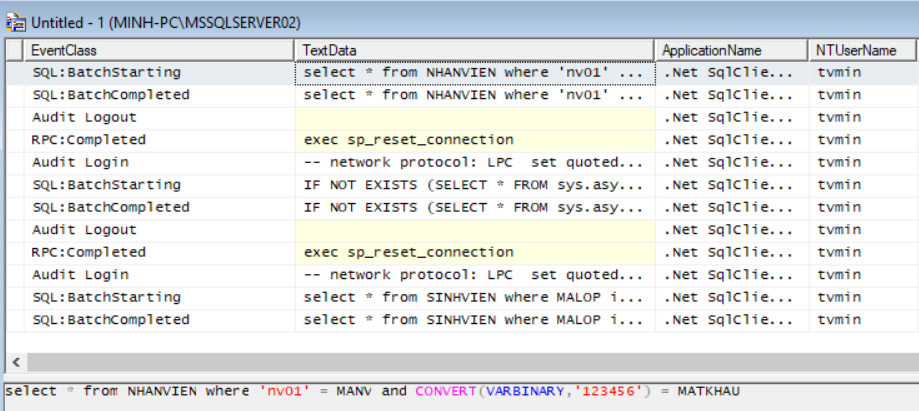 Untitled - 1 (MINH-PC\MSSQLSERVER02)
EventClass TextData ApplicationName NTUserName
SQL:BatchStarting select * from NHANVIEN where 'nv01' ... .Net SqlClie... tvmin
SQL:BatchCompleted select * from NHANVIEN where 'nv01' ... .Net SqlClie... tvmin
Audit Logout .Net SqlClie... tvmin
RPC:Completed exec sp_reset_connection .Net SqlClie... tvmin
Audit Login -- network protocol: LPC set quoted... .Net SqlClie... tvmin
SQL:BatchStarting IF NOT EXISTS (SELECT * FROM sys.asy... .Net SqlClie... tvmin
SQL:BatchCompleted IF NOT EXISTS (SELECT * FROM sys.asy... .Net SqlClie... tvmin
Audit Logout .Net SqlClie... tvmin
RPC:Completed exec sp_reset_connection .Net SqlClie... tvmin
Audit Login -- network protocol: LPC set quoted... .Net SqlClie... tvmin
SQL:BatchStarting select * from SINHVIEN where MALOP i... .Net SqlClie... tvmin
SQL:BatchCompleted select * from SINHVIEN where MALOP i... .Net SqlClie... tvmin
select * from NHANVIEN where 'nv01' = MANV and CONVERT(VARBINARY,'123456') = MATKHAU